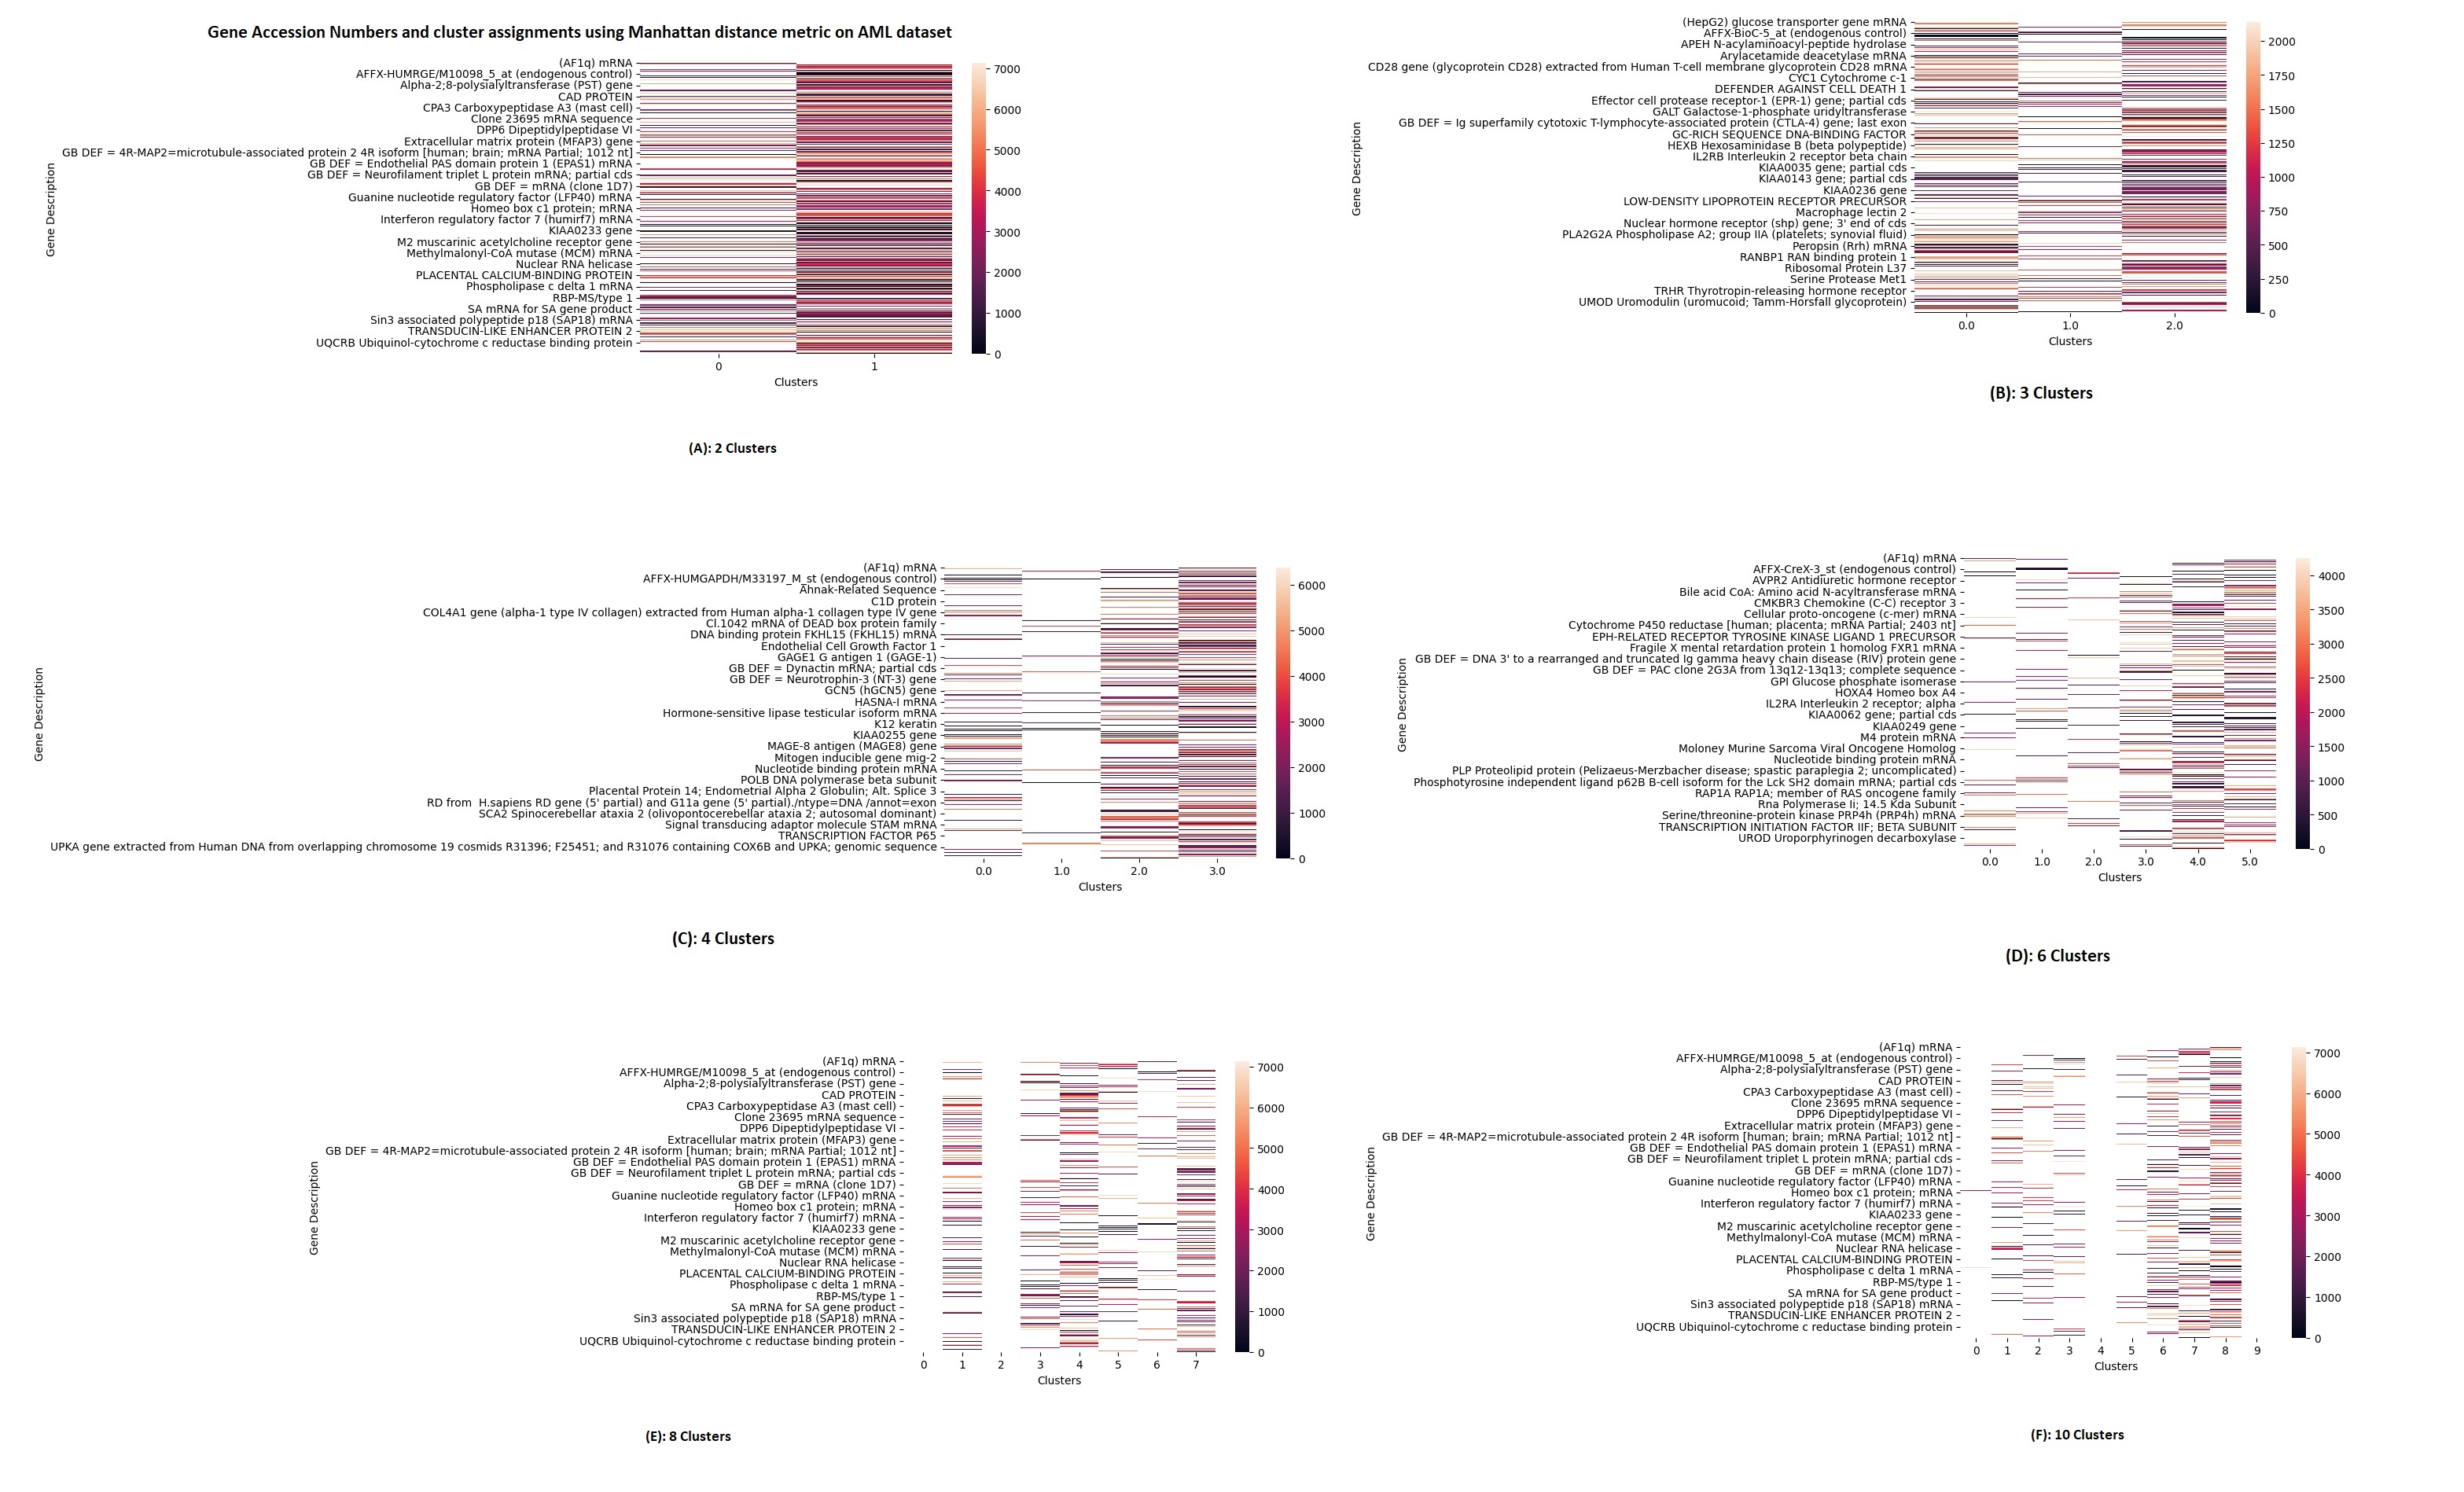 Gene Accession Numbers and cluster assignments using Manhattan distance metric on AML dataset
Gene Description
(AF1q) mRNA
AFFX-HUMRGE/M10098_5_at (endogenous control)
Alpha-2;8-polysialyltransferase (PST) gene
CAD PROTEIN
CPA3 Carboxypeptidase A3 (mast cell)
Clone 23695 mRNA sequence
DPP6 Dipeptidylpeptidase VI
Extracellular matrix protein (MFAP3) gene
GB DEF = 4R-MAP2=microtubule-associated protein 2 4R isoform [human; brain; mRNA Partial; 1012 nt]
GB DEF = Endothelial PAS domain protein 1 (EPAS1) mRNA
GB DEF = Neurofilament triplet L protein mRNA; partial cds
GB DEF = mRNA (clone 1D7)
Guanine nucleotide regulatory factor (LFP40) mRNA
Homeo box c1 protein; mRNA
Interferon regulatory factor 7 (humirf7) mRNA
KIAA0233 gene
M2 muscarinic acetylcholine receptor gene
Methylmalonyl-CoA mutase (MCM) mRNA
Nuclear RNA helicase
PLACENTAL CALCIUM-BINDING PROTEIN
Phospholipase c delta 1 mRNA
RBP-MS/type 1
SA mRNA for SA gene product
Sin3 associated polypeptide p18 (SAP18) mRNA
TRANSDUCIN-LIKE ENHANCER PROTEIN 2
UQCRB Ubiquinol-cytochrome c reductase binding protein
0 1
Clusters
7000
6000
5000
4000
3000
2000
1000
0
(A): 2 Clusters
Gene Description
(HepG2) glucose transporter gene mRNA
AFFX-BioC-5_at (endogenous control)
APEH N-acylaminoacyl-peptide hydrolase
Arylacetamide deacetylase mRNA
CD28 gene (glycoprotein CD28) extracted from Human T-cell membrane glycoprotein CD28 mRNA
CYC1 Cytochrome c-1
DEFENDER AGAINST CELL DEATH 1
Effector cell protease receptor-1 (EPR-1) gene; partial cds
GALT Galactose-1-phosphate uridyltransferase
GB DEF = Ig superfamily cytotoxic T-lymphocyte-associated protein (CTLA-4) gene; last exon
GC-RICH SEQUENCE DNA-BINDING FACTOR
HEXB Hexosaminidase B (beta polypeptide)
IL2RB Interleukin 2 receptor beta chain
KIAA0035 gene; partial cds
KIAA0143 gene; partial cds
KIAA0236 gene
LOW-DENSITY LIPOPROTEIN RECEPTOR PRECURSOR
Macrophage lectin 2
Nuclear hormone receptor (shp) gene; 3' end of cds
PLA2G2A Phospholipase A2; group IIA (platelets; synovial fluid)
Peropsin (Rrh) mRNA
RANBP1 RAN binding protein 1
Ribosomal Protein L37
Serine Protease Met1
TRHR Thyrotropin-releasing hormone receptor
UMOD Uromodulin (uromucoid; Tamm-Horsfall glycoprotein)
0.0 1.0 2.0
Clusters
2000
1750
1500
1250
1000
750
500
250
0
(B): 3 Clusters
Gene Description
(AF1q) mRNA
AFFX-HUMGAPDH/M33197_M_st (endogenous control)
Ahnak-Related Sequence
C1D protein
COL4A1 gene (alpha-1 type IV collagen) extracted from Human alpha-1 collagen type IV gene
Cl.1042 mRNA of DEAD box protein family
DNA binding protein FKHL15 (FKHL15) mRNA
Endothelial Cell Growth Factor 1
GAGE1 G antigen 1 (GAGE-1)
GB DEF = Dynactin mRNA; partial cds
GB DEF = Neurotrophin-3 (NT-3) gene
GCN5 (hGCN5) gene
HASNA-I mRNA
Hormone-sensitive lipase testicular isoform mRNA
K12 keratin
KIAA0255 gene
MAGE-8 antigen (MAGE8) gene
Mitogen inducible gene mig-2
Nucleotide binding protein mRNA
POLB DNA polymerase beta subunit
Placental Protein 14; Endometrial Alpha 2 Globulin; Alt. Splice 3
RD from  H.sapiens RD gene (5' partial) and G11a gene (5' partial)./ntype=DNA /annot=exon
SCA2 Spinocerebellar ataxia 2 (olivopontocerebellar ataxia 2; autosomal dominant)
Signal transducing adaptor molecule STAM mRNA
TRANSCRIPTION FACTOR P65
UPKA gene extracted from Human DNA from overlapping chromosome 19 cosmids R31396; F25451; and R31076 containing COX6B and UPKA; genomic sequence
0.0 1.0 2.0 3.0
Clusters
6000
5000
4000
3000
2000
1000
0
(C): 4 Clusters
Gene Description
(AF1q) mRNA
AFFX-CreX-3_st (endogenous control)
AVPR2 Antidiuretic hormone receptor
Bile acid CoA: Amino acid N-acyltransferase mRNA
CMKBR3 Chemokine (C-C) receptor 3
Cellular proto-oncogene (c-mer) mRNA
Cytochrome P450 reductase [human; placenta; mRNA Partial; 2403 nt]
EPH-RELATED RECEPTOR TYROSINE KINASE LIGAND 1 PRECURSOR
Fragile X mental retardation protein 1 homolog FXR1 mRNA
GB DEF = DNA 3' to a rearranged and truncated Ig gamma heavy chain disease (RIV) protein gene
GB DEF = PAC clone 2G3A from 13q12-13q13; complete sequence
GPI Glucose phosphate isomerase
HOXA4 Homeo box A4
IL2RA Interleukin 2 receptor; alpha
KIAA0062 gene; partial cds
KIAA0249 gene
M4 protein mRNA
Moloney Murine Sarcoma Viral Oncogene Homolog
Nucleotide binding protein mRNA
PLP Proteolipid protein (Pelizaeus-Merzbacher disease; spastic paraplegia 2; uncomplicated)
Phosphotyrosine independent ligand p62B B-cell isoform for the Lck SH2 domain mRNA; partial cds
RAP1A RAP1A; member of RAS oncogene family
Rna Polymerase Ii; 14.5 Kda Subunit
Serine/threonine-protein kinase PRP4h (PRP4h) mRNA
TRANSCRIPTION INITIATION FACTOR IIF; BETA SUBUNIT
UROD Uroporphyrinogen decarboxylase
0.0 1.0 2.0 3.0 4.0 5.0
Clusters
4000
3500
3000
2500
2000
1500
1000
500
0
(D): 6 Clusters
Gene Description
(AF1q) mRNA
AFFX-HUMRGE/M10098_5_at (endogenous control)
Alpha-2;8-polysialyltransferase (PST) gene
CAD PROTEIN
CPA3 Carboxypeptidase A3 (mast cell)
Clone 23695 mRNA sequence
DPP6 Dipeptidylpeptidase VI
Extracellular matrix protein (MFAP3) gene
GB DEF = 4R-MAP2=microtubule-associated protein 2 4R isoform [human; brain; mRNA Partial; 1012 nt]
GB DEF = Endothelial PAS domain protein 1 (EPAS1) mRNA
GB DEF = Neurofilament triplet L protein mRNA; partial cds
GB DEF = mRNA (clone 1D7)
Guanine nucleotide regulatory factor (LFP40) mRNA
Homeo box c1 protein; mRNA
Interferon regulatory factor 7 (humirf7) mRNA
KIAA0233 gene
M2 muscarinic acetylcholine receptor gene
Methylmalonyl-CoA mutase (MCM) mRNA
Nuclear RNA helicase
PLACENTAL CALCIUM-BINDING PROTEIN
Phospholipase c delta 1 mRNA
RBP-MS/type 1
SA mRNA for SA gene product
Sin3 associated polypeptide p18 (SAP18) mRNA
TRANSDUCIN-LIKE ENHANCER PROTEIN 2
UQCRB Ubiquinol-cytochrome c reductase binding protein
0 1 2 3 4 5 6 7
Clusters
7000
6000
5000
4000
3000
2000
1000
0
(E): 8 Clusters
Gene Description
(AF1q) mRNA
AFFX-HUMRGE/M10098_5_at (endogenous control)
Alpha-2;8-polysialyltransferase (PST) gene
CAD PROTEIN
CPA3 Carboxypeptidase A3 (mast cell)
Clone 23695 mRNA sequence
DPP6 Dipeptidylpeptidase VI
Extracellular matrix protein (MFAP3) gene
GB DEF = 4R-MAP2=microtubule-associated protein 2 4R isoform [human; brain; mRNA Partial; 1012 nt]
GB DEF = Endothelial PAS domain protein 1 (EPAS1) mRNA
GB DEF = Neurofilament triplet L protein mRNA; partial cds
GB DEF = mRNA (clone 1D7)
Guanine nucleotide regulatory factor (LFP40) mRNA
Homeo box c1 protein; mRNA
Interferon regulatory factor 7 (humirf7) mRNA
KIAA0233 gene
M2 muscarinic acetylcholine receptor gene
Methylmalonyl-CoA mutase (MCM) mRNA
Nuclear RNA helicase
PLACENTAL CALCIUM-BINDING PROTEIN
Phospholipase c delta 1 mRNA
RBP-MS/type 1
SA mRNA for SA gene product
Sin3 associated polypeptide p18 (SAP18) mRNA
TRANSDUCIN-LIKE ENHANCER PROTEIN 2
UQCRB Ubiquinol-cytochrome c reductase binding protein
0 1 2 3 4 5 6 7 8 9
Clusters
7000
6000
5000
4000
3000
2000
1000
0
(F): 10 Clusters